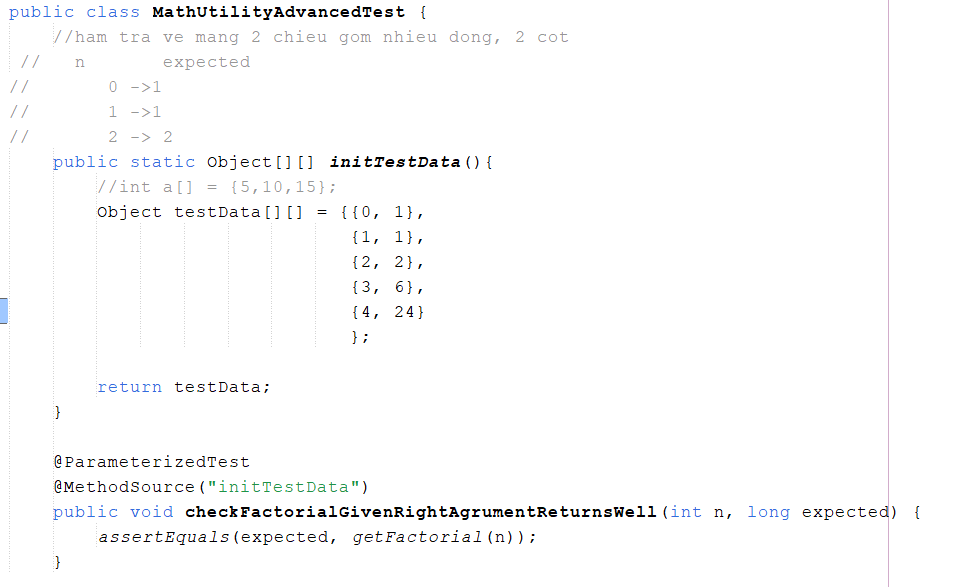 public class MathUtilityAdvancedTest {
//ham tra ve mang 2 chieu gom nhieu dong, 2 cot
// n expected
// 0 ->1
// 1 ->1
// 2 -> 2
public static Object[][] initTestData(){
//int a[] = {5,10,15};
Object testData[][] = {{0, 1},
{1, 1},
{2, 2},
{3, 6},
{4, 24}
};
return testData;
}
@ParameterizedTest
@MethodSource("initTestData")
public void checkFactorialGivenRightAgrumentReturnsWell(int n, long expected) {
assertEquals(expected, getFactorial(n));
}